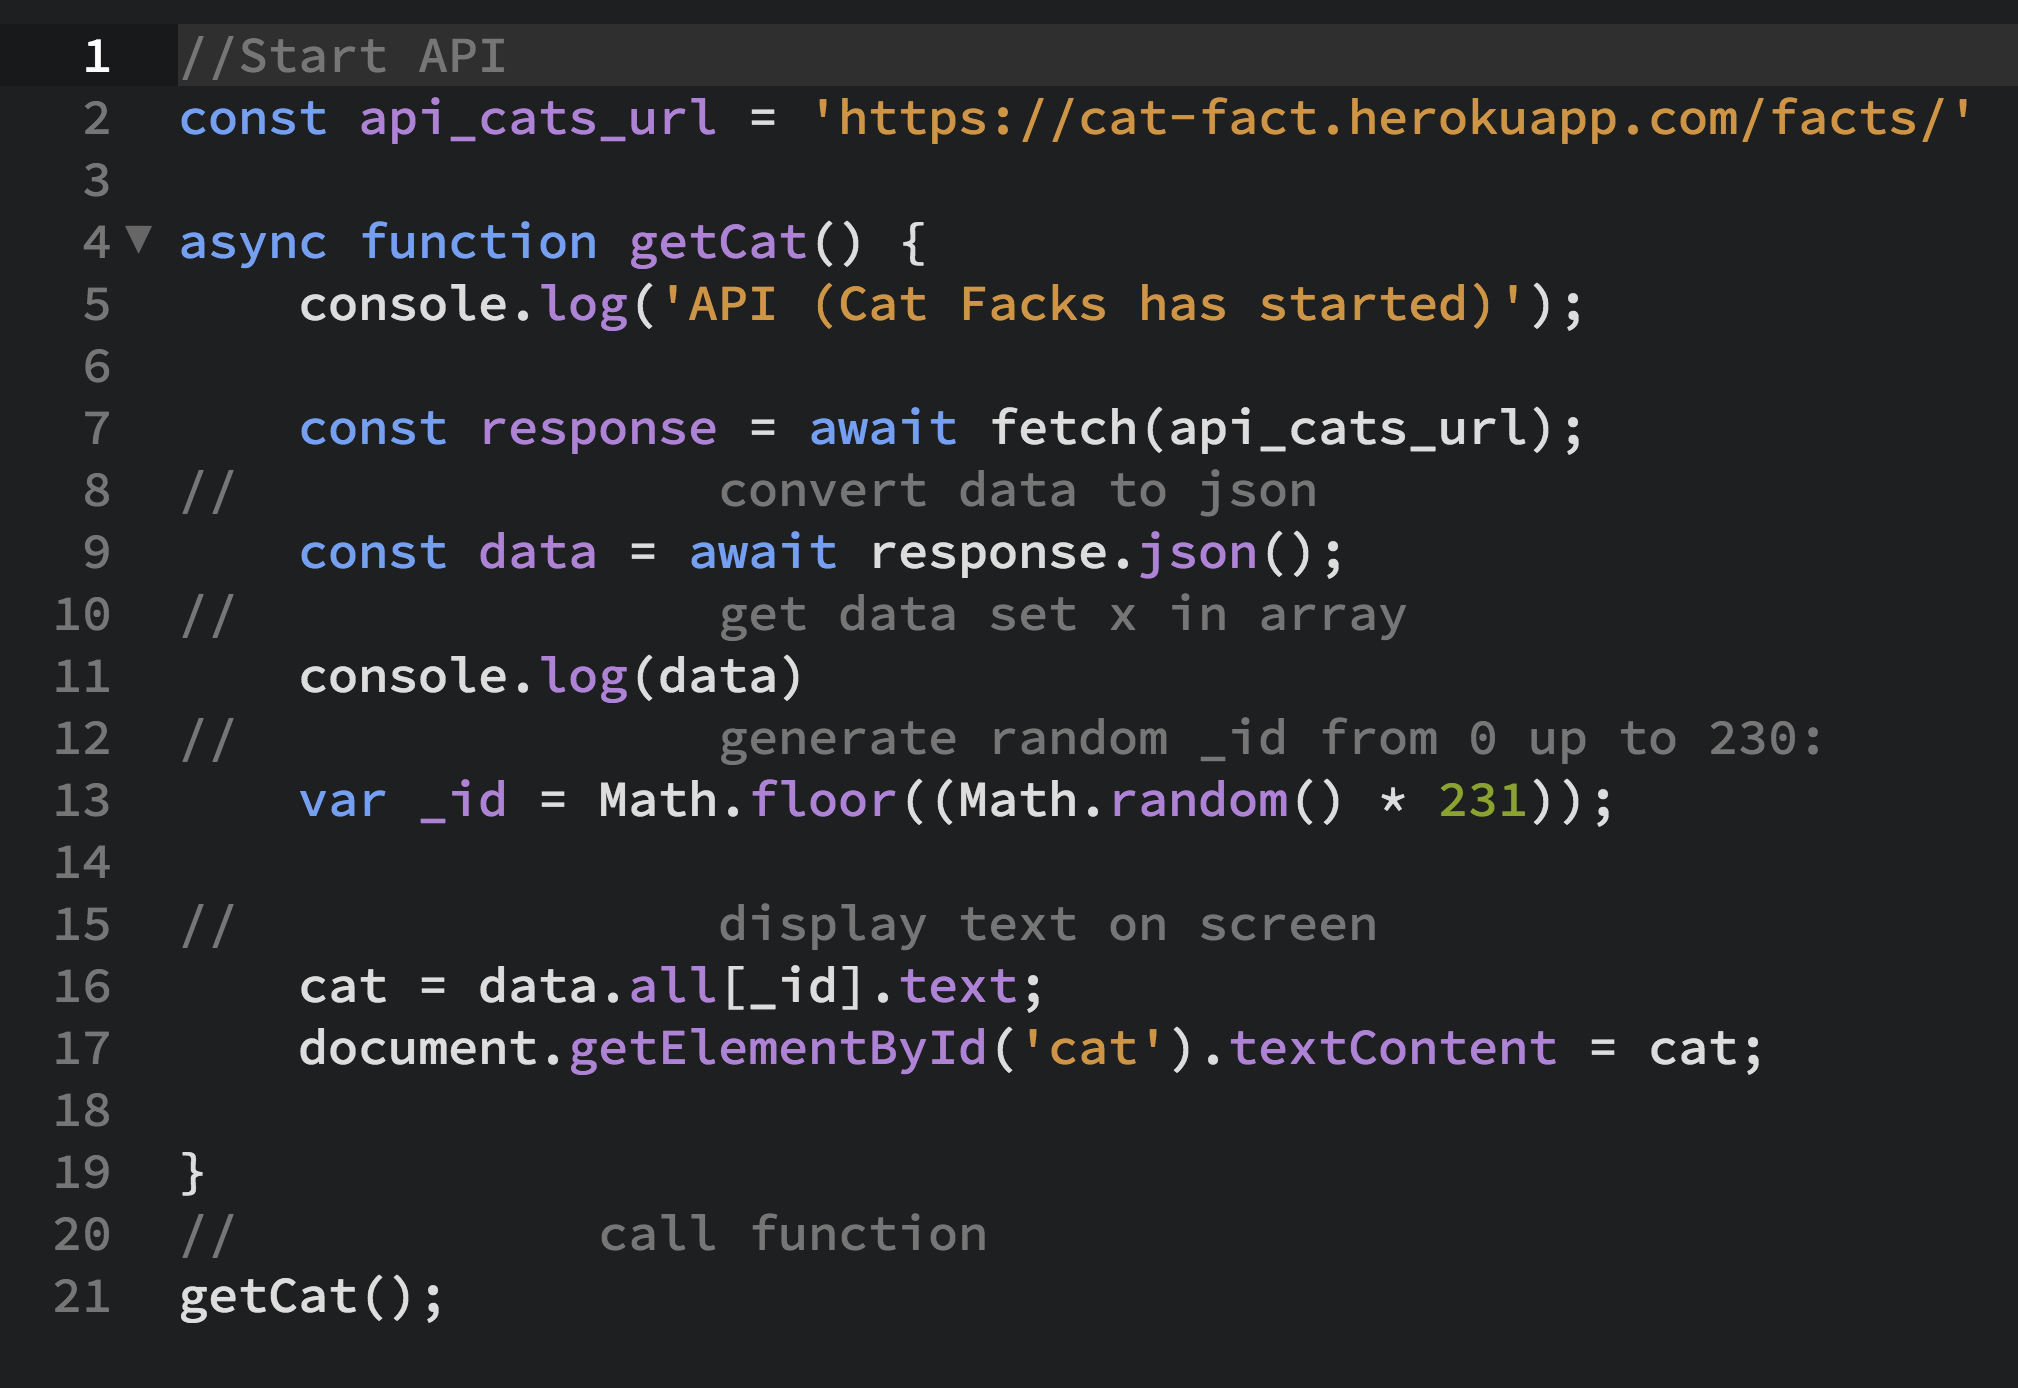 1 //Start API
2 const api_cats_url = 'https://cat-fact.herokuapp.com/facts/'
3
4 async function getCat() {
5     console.log('API (Cat Facks has started)');
6
7     const response = await fetch(api_cats_url);
8 //                convert data to json
9     const data = await response.json();
10 //                get data set x in array
11     console.log(data)
12 //                generate random _id from 0 up to 230:
13     var _id = Math.floor((Math.random() * 231));
14
15 //                display text on screen
16     cat = data.all[_id].text;
17     document.getElementById('cat').textContent = cat;
18
19 }
20 //            call function
21 getCat();